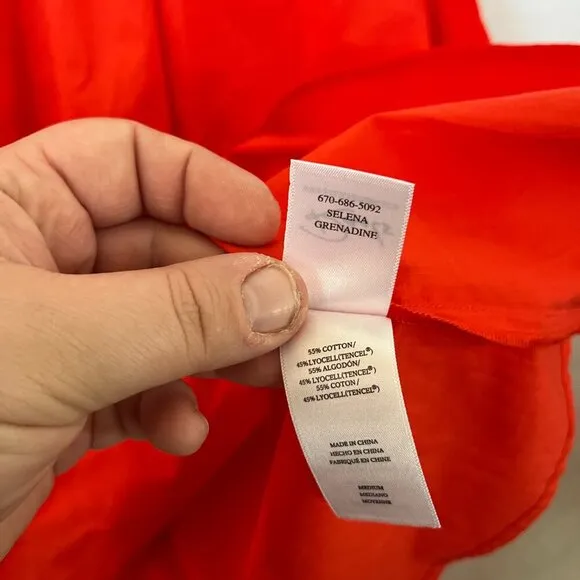 670-686-5092
SELENA
GRENADINE
55% COTTON/
45% LYOCELL(TENCEL®)
55% ALGODÓN/
45% LYOCELL(TENCEL®)
55% COTON/
45% LYOCELL(TENCEL®)
MADE IN CHINA
HECHO EN CHINA
FABRIQUÉ EN CHINE
MEDIUM
MEDIANO
MOYENNE